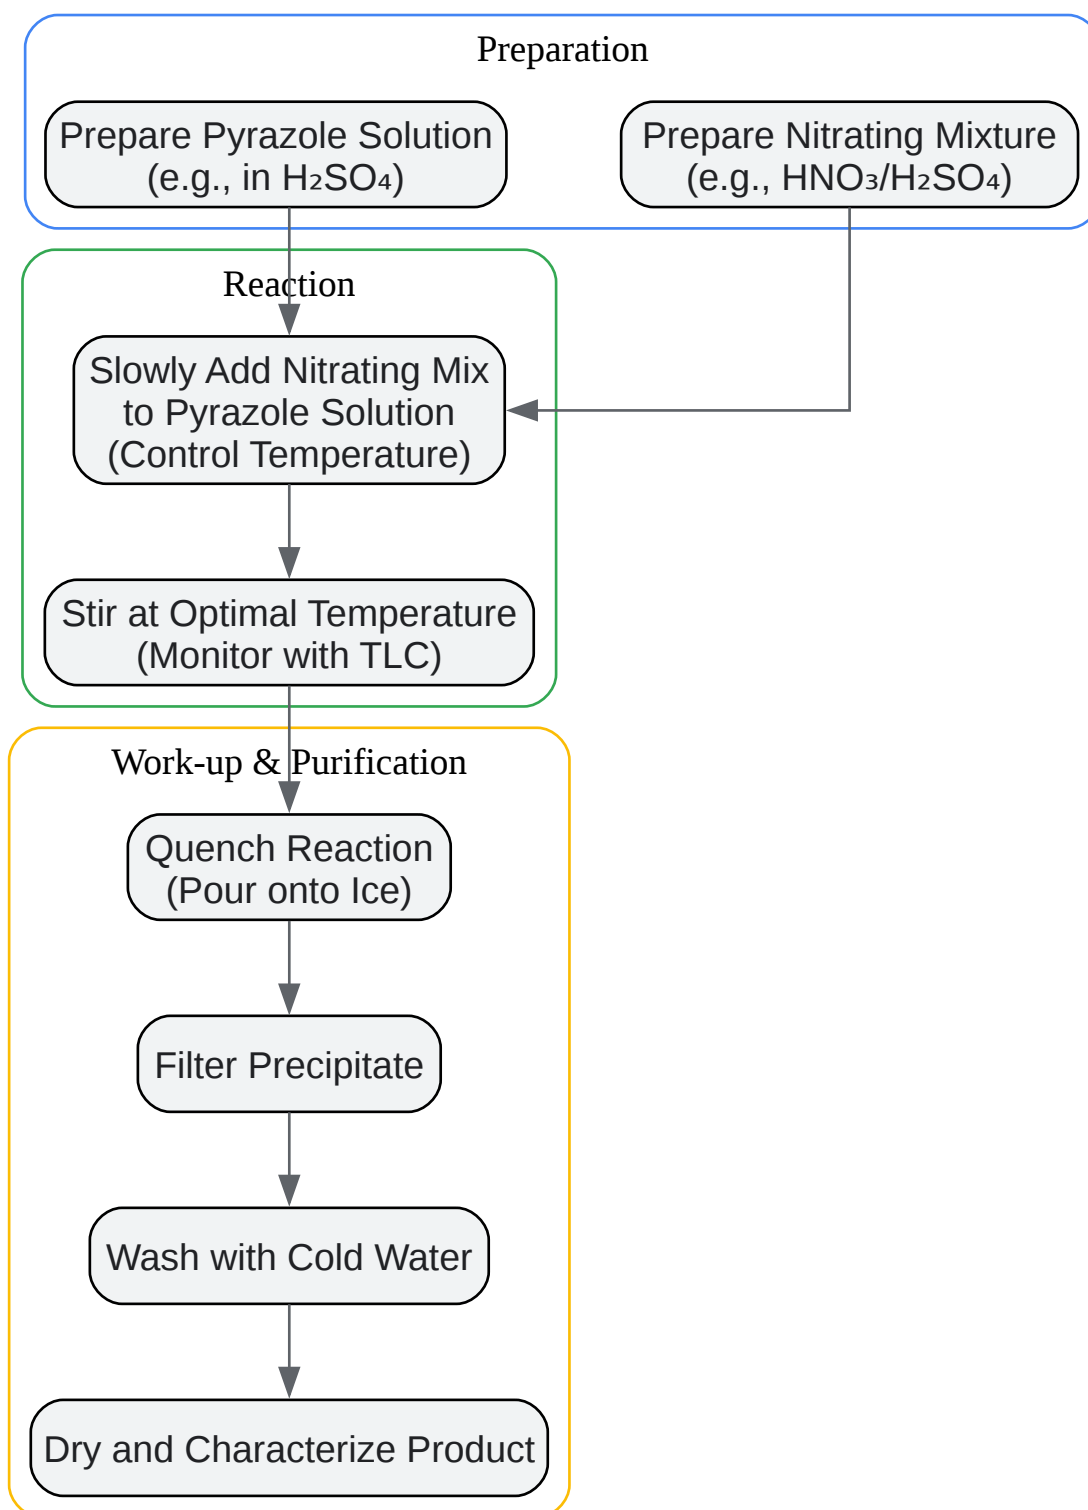 Preparation
Prepare Pyrazole Solution
(e.g., in H₂SO₄)
Prepare Nitrating Mixture
(e.g., HNO₃/H₂SO₄)
Reaction
Slowly Add Nitrating Mix
to Pyrazole Solution
(Control Temperature)
Stir at Optimal Temperature
(Monitor with TLC)
Work-up & Purification
Quench Reaction
(Pour onto Ice)
Filter Precipitate
Wash with Cold Water
Dry and Characterize Product